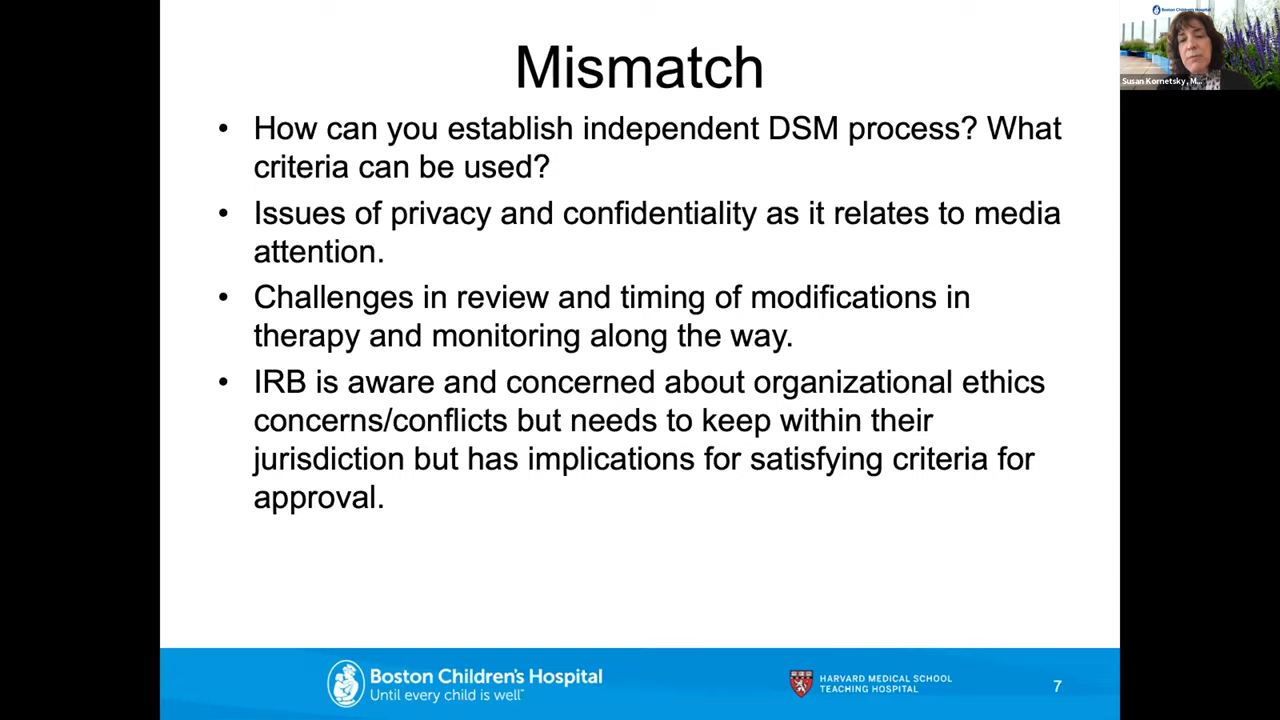 Mismatch
• How can you establish independent DSM process? What
criteria can be used?
• Issues of privacy and confidentiality as it relates to media
attention.
• Challenges in review and timing of modifications in
therapy and monitoring along the way.
• IRB is aware and concerned about organizational ethics
concerns/conflicts but needs to keep within their
jurisdiction but has implications for satisfying criteria for
approval.
Boston Children's Hospital
Susan Kornetsky, M...
Boston Children's Hospital
Until every child is well™
HARVARD MEDICAL SCHOOL
TEACHING HOSPITAL
7